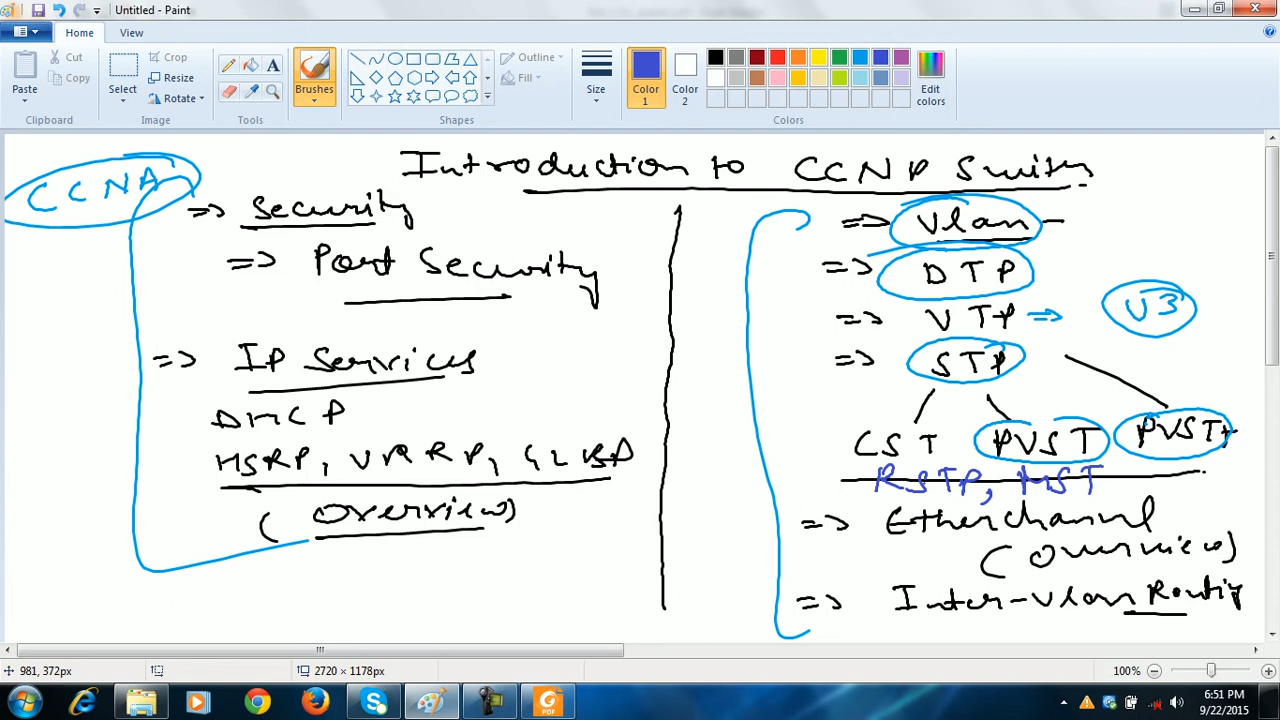 Untitled - Paint
Home
View
Paste
Cut
Copy
Clipboard
Select
Crop
Resize
Rotate
Image
Tools
Brushes
Shapes
Outline
Fill
Size
Color 1
Color 2
Edit colors
Colors
Introduction to CCNP Switch
CCNA
=> Security
=> Port Security
=> IP Services
DHCP
HSRP, VRRP, GLBP
(Overview)
=> Vlan -
=> DTP
=> VTP => V3
=> STP
CST PVST PVST+
RSTP, MST
=> Etherchannel
(Overview)
=> Inter-Vlan Routing
981, 372px
2720 × 1178px
100%
6:51 PM
9/22/2015